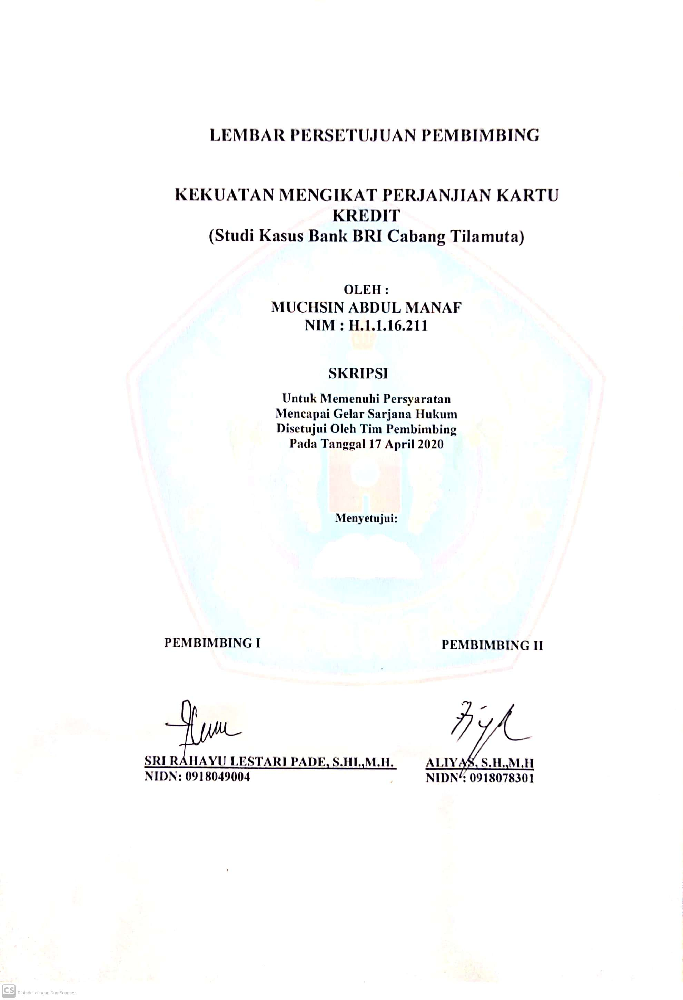 LEMBAR PERSETUJUAN PEMBIMBING
KEKUATAN MENGIKAT PERJANJIAN KARTU
KREDIT
(Studi Kasus Bank BRI Cabang Tilamuta)
OLEH :
MUCHSIN ABDUL MANAF
NIM : H.1.1.16.211
SKRIPSI
Untuk Memenuhi Persyaratan
Mencapai Gelar Sarjana Hukum
Disetujui Oleh Tim Pembimbing
Pada Tanggal 17 April 2020
Menyetujui:
PEMBIMBING I
PEMBIMBING II
SRI RAHAYU LESTARI PADE, S.HI.,M.H.
NIDN: 0918049004
ALIYAS, S.H.,M.H
NIDN : 0918078301
CS Dipindai dengan CamScanner